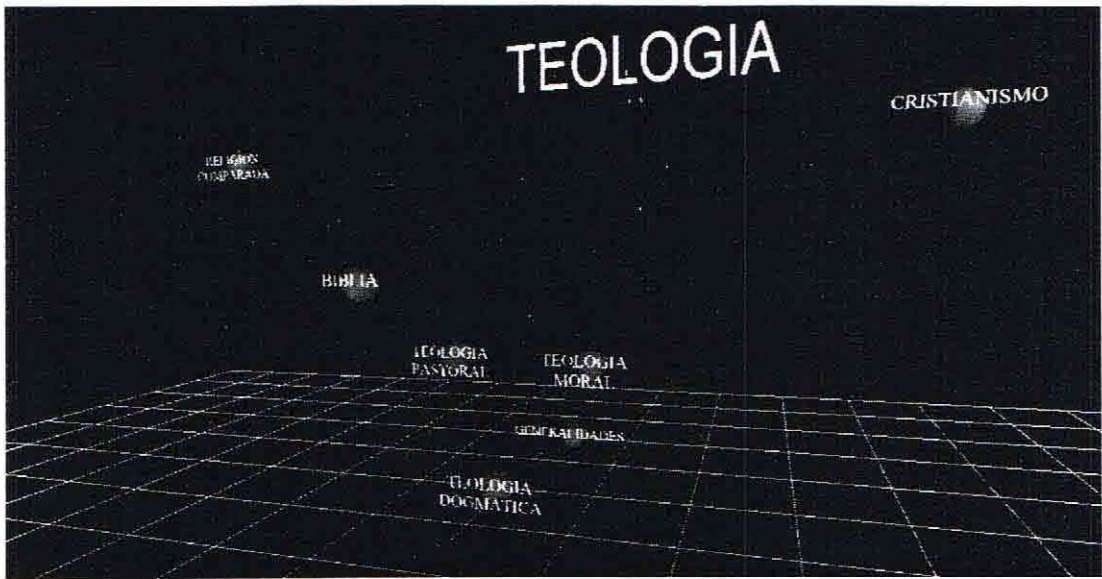 TEOLOGIA
CRISTIANISMO
RELIGION
COMPARADA
BIBLIA
TEOLOGIA
PASTORAL
TEOLOGIA
MORAL
GENERALIDADES
TEOLOGIA
DOGMATICA